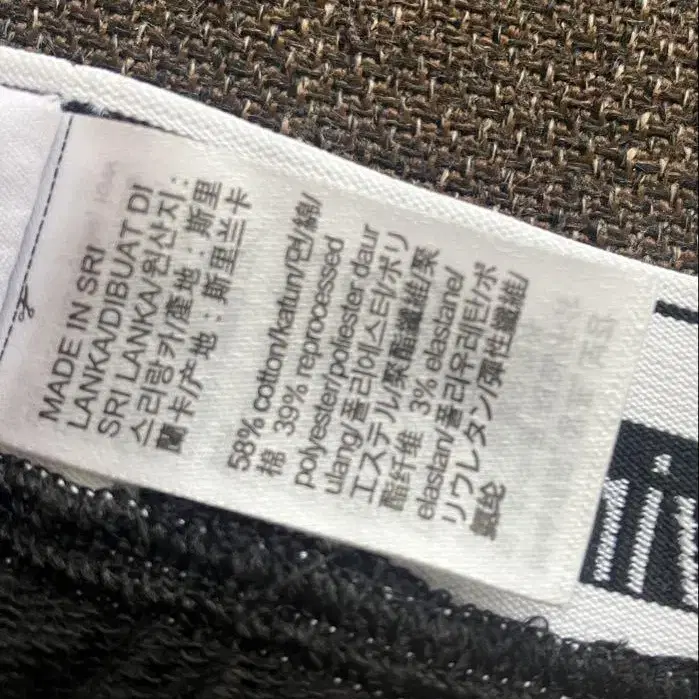 MADE IN SRI
LANKA/DIBUAT DI
SRI LANKA/원산지:
스리랑카/產地:斯里
蘭卡/产地:斯里兰卡
58% cotton/katun/면/綿/
棉 39% reprocessed
polyester/poliester daur
ulang/폴리에스터/ポリ
エステル/聚酯纖維/聚
酯纤维 3% elastane/
elastan/폴리우레탄/ポ
リウレタン/彈性纖維/
氨纶